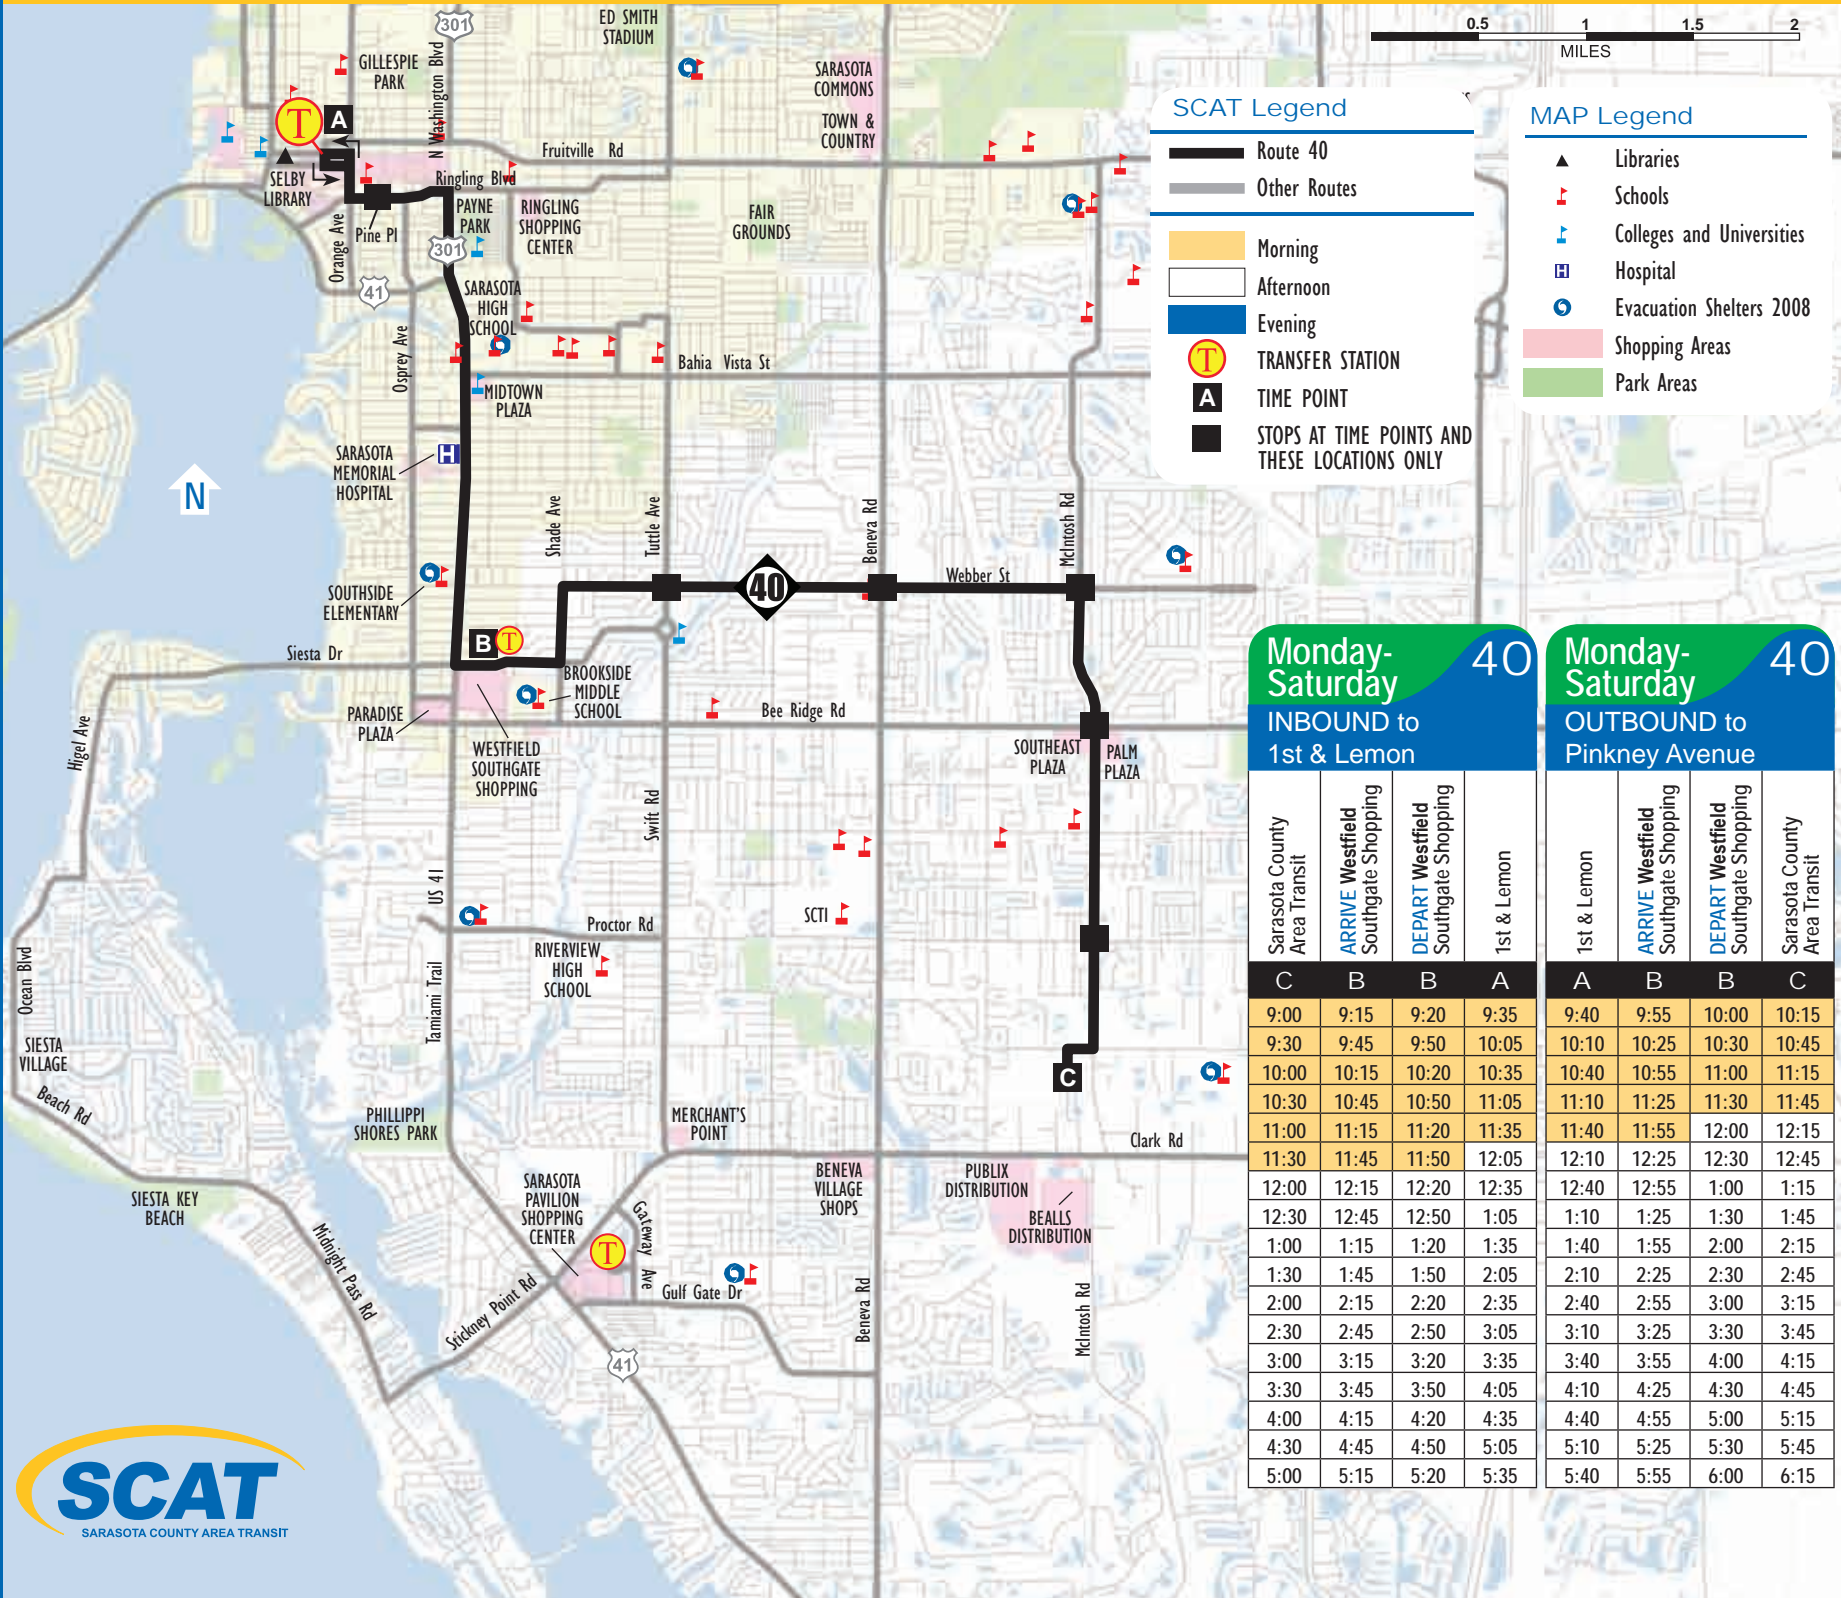 301
ED SMITH
STADIUM
GILLESPIE
PARK
N Washington Blvd
SARASOTA
COMMONS
TOWN &
COUNTRY
T
A
Fruitville Rd
SELBY
LIBRARY
Ringling Blvd
PAYNE
PARK
RINGLING
SHOPPING
CENTER
FAIR
GROUNDS
Orange Ave
Pine Pl
301
41
SARASOTA
HIGH
SCHOOL
Osprey Ave
Bahia Vista St
MIDTOWN
PLAZA
SARASOTA
MEMORIAL
HOSPITAL
H
N
Shade Ave
Tuttle Ave
Beneva Rd
McIntosh Rd
SOUTHSIDE
ELEMENTARY
40
Webber St
B
T
Siesta Dr
BROOKSIDE
MIDDLE
SCHOOL
PARADISE
PLAZA
Bee Ridge Rd
Higel Ave
WESTFIELD
SOUTHGATE
SHOPPING
SOUTHEAST
PLAZA
PALM
PLAZA
Swift Rd
US 41
SCTI
Proctor Rd
RIVERVIEW
HIGH
SCHOOL
Ocean Blvd
Tamiami Trail
SIESTA
VILLAGE
C
Beach Rd
PHILLIPPI
SHORES PARK
MERCHANT'S
POINT
Clark Rd
SIESTA KEY
BEACH
SARASOTA
PAVILION
SHOPPING
CENTER
BENEVA
VILLAGE
SHOPS
PUBLIX
DISTRIBUTION
BEALLS
DISTRIBUTION
Gateway Ave
T
Midnight Pass Rd
Stickney Point Rd
Gulf Gate Dr
Beneva Rd
McIntosh Rd
41
SCAT
SARASOTA COUNTY AREA TRANSIT
0.5 1 1.5 2
MILES
SCAT Legend
Route 40
Other Routes
Morning
Afternoon
Evening
T TRANSFER STATION
A TIME POINT
STOPS AT TIME POINTS AND
THESE LOCATIONS ONLY
MAP Legend
Libraries
Schools
Colleges and Universities
H Hospital
Evacuation Shelters 2008
Shopping Areas
Park Areas
Monday-
Saturday
40
INBOUND to
1st & Lemon
Sarasota County
Area Transit
ARRIVE Westfield
Southgate Shopping
DEPART Westfield
Southgate Shopping
1st & Lemon
C B B A
9:00 9:15 9:20 9:35
9:30 9:45 9:50 10:05
10:00 10:15 10:20 10:35
10:30 10:45 10:50 11:05
11:00 11:15 11:20 11:35
11:30 11:45 11:50 12:05
12:00 12:15 12:20 12:35
12:30 12:45 12:50 1:05
1:00 1:15 1:20 1:35
1:30 1:45 1:50 2:05
2:00 2:15 2:20 2:35
2:30 2:45 2:50 3:05
3:00 3:15 3:20 3:35
3:30 3:45 3:50 4:05
4:00 4:15 4:20 4:35
4:30 4:45 4:50 5:05
5:00 5:15 5:20 5:35
Monday-
Saturday
40
OUTBOUND to
Pinkney Avenue
1st & Lemon
ARRIVE Westfield
Southgate Shopping
DEPART Westfield
Southgate Shopping
Sarasota County
Area Transit
A B B C
9:40 9:55 10:00 10:15
10:10 10:25 10:30 10:45
10:40 10:55 11:00 11:15
11:10 11:25 11:30 11:45
11:40 11:55 12:00 12:15
12:10 12:25 12:30 12:45
12:40 12:55 1:00 1:15
1:10 1:25 1:30 1:45
1:40 1:55 2:00 2:15
2:10 2:25 2:30 2:45
2:40 2:55 3:00 3:15
3:10 3:25 3:30 3:45
3:40 3:55 4:00 4:15
4:10 4:25 4:30 4:45
4:40 4:55 5:00 5:15
5:10 5:25 5:30 5:45
5:40 5:55 6:00 6:15